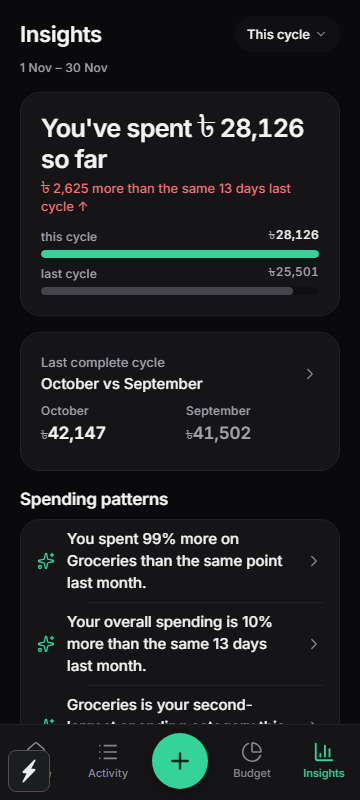 Insights
This cycle
1 Nov – 30 Nov
You've spent ৳ 28,126
so far
৳ 2,625 more than the same 13 days last
cycle ↑
this cycle
৳28,126
last cycle
৳25,501
Last complete cycle
October vs September
October
September
৳42,147
৳41,502
Spending patterns
You spent 99% more on
Groceries than the same point
last month.
Your overall spending is 10%
more than the same 13 days
last month.
Groceries is your second-
Activity
Budget
Insights